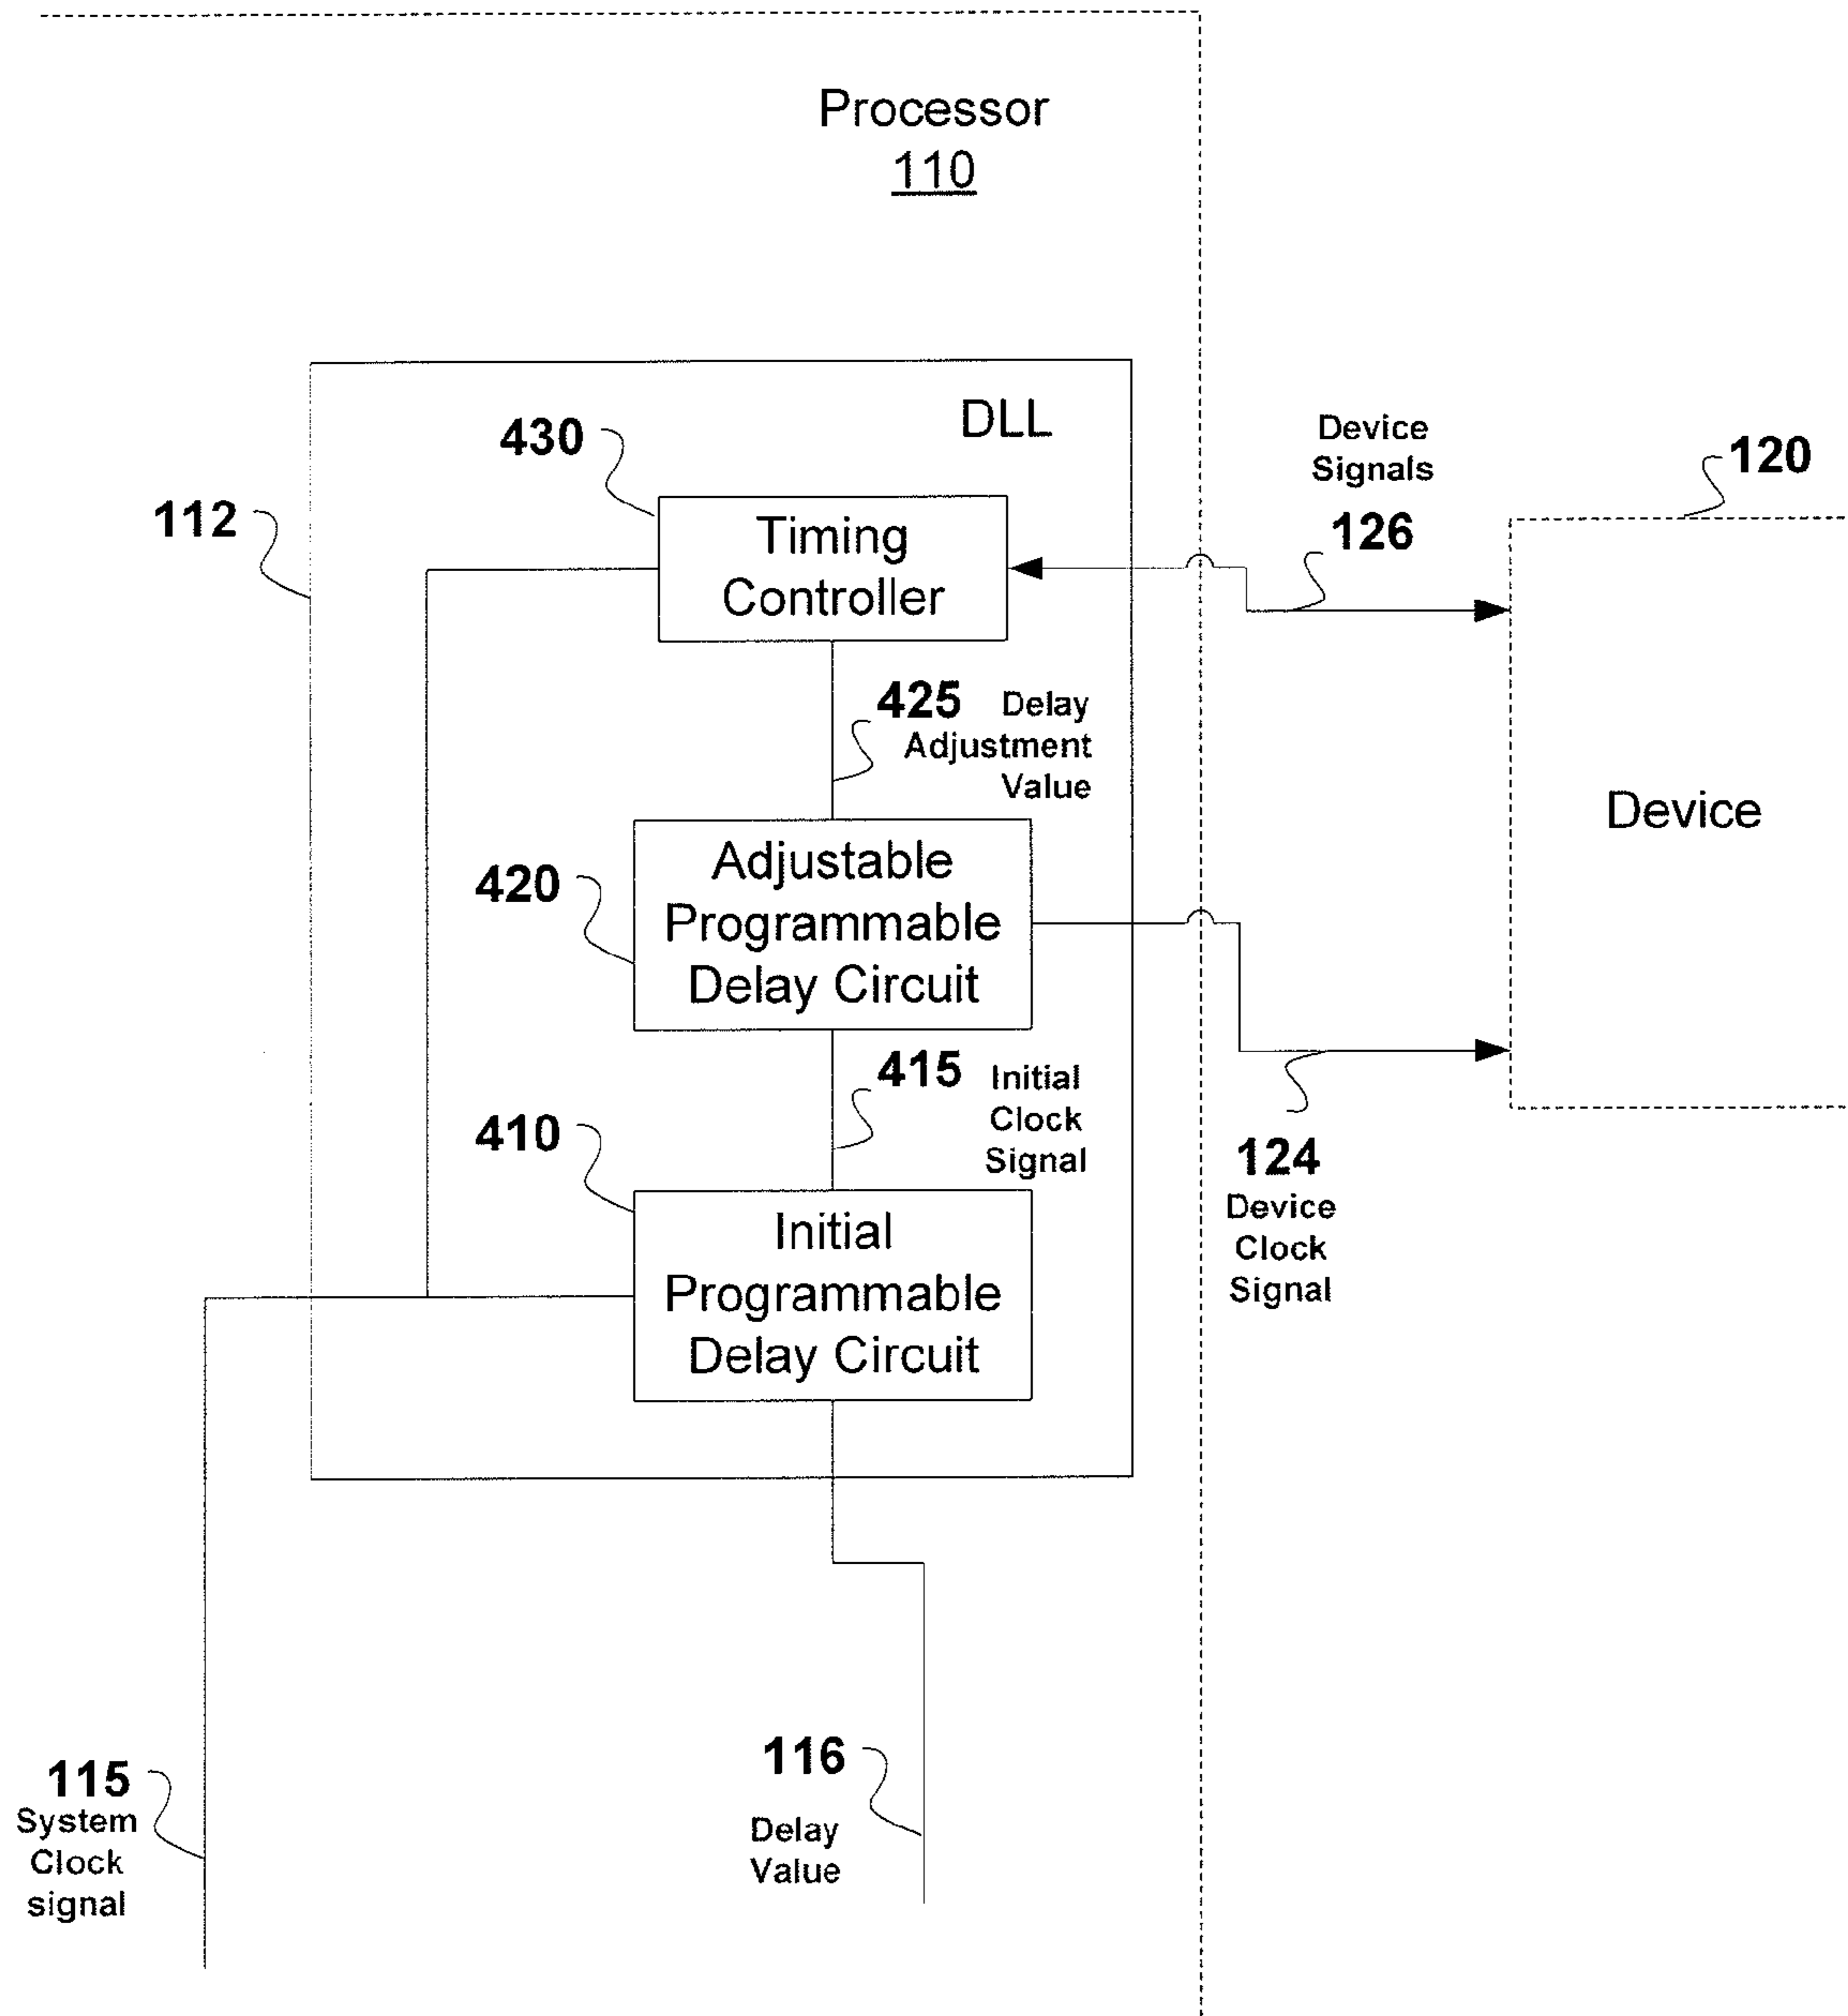 Processor
110
DLL
430
Timing
Controller
112
Device
Signals
126
120
Device
425 Delay
Adjustment
Value
420
Adjustable
Programmable
Delay Circuit
415 Initial
Clock
Signal
410
Initial
Programmable
Delay Circuit
124
Device
Clock
Signal
115
System
Clock
signal
116
Delay
Value